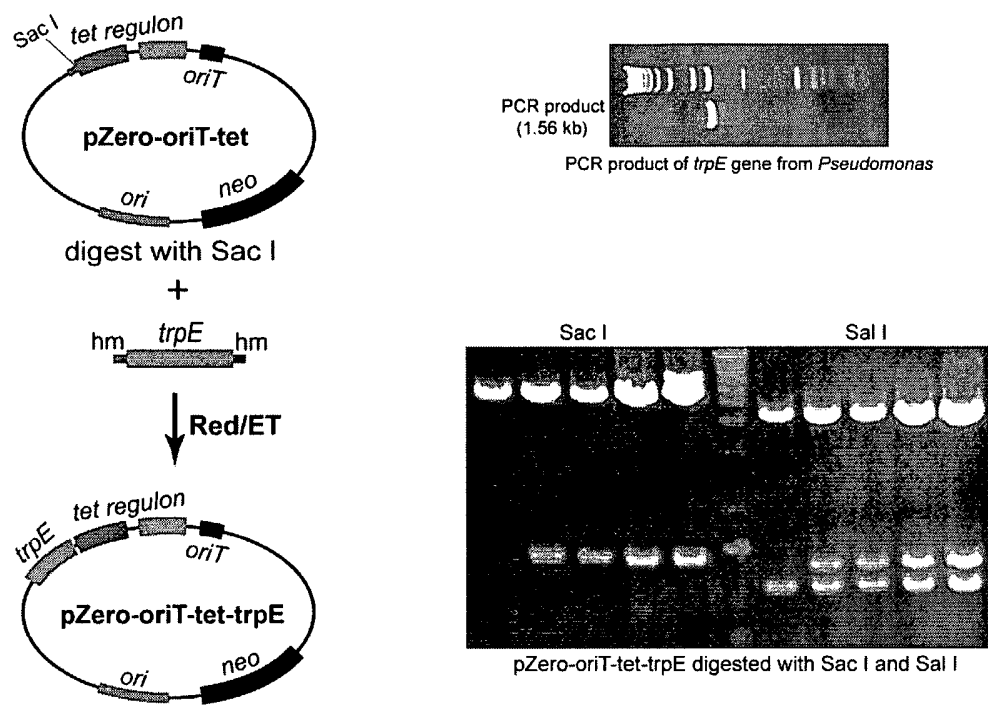 Sac I
tet regulon
oriT
pZero-oriT-tet
ori
neo
digest with Sac I
+
hm
trpE
hm
Red/ET
trpE
tet regulon
oriT
pZero-oriT-tet-trpE
ori
neo
PCR product
(1.56 kb)
PCR product of trpE gene from Pseudomonas
Sac I
Sal I
pZero-oriT-tet-trpE digested with Sac I and Sal I